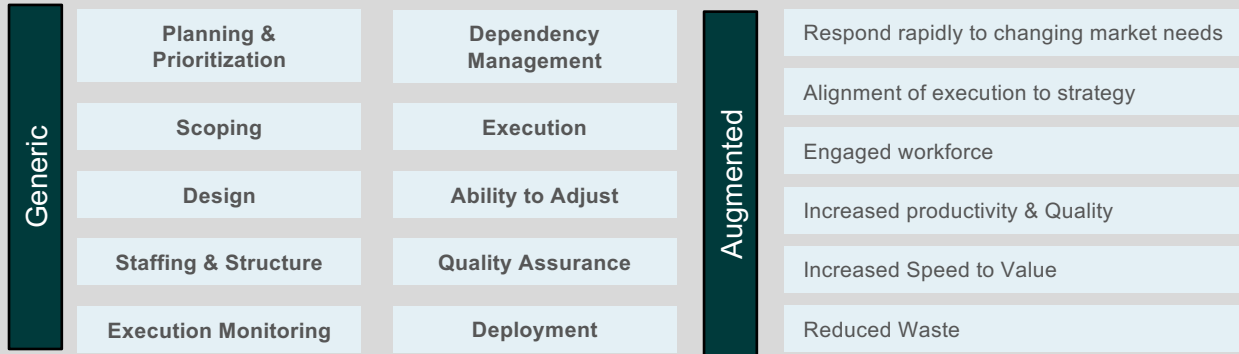 Generic
Planning &
Prioritization
Scoping
Design
Staffing & Structure
Execution Monitoring
Dependency
Management
Execution
Ability to Adjust
Quality Assurance
Deployment
Augmented
Respond rapidly to changing market needs
Alignment of execution to strategy
Engaged workforce
Increased productivity & Quality
Increased Speed to Value
Reduced Waste